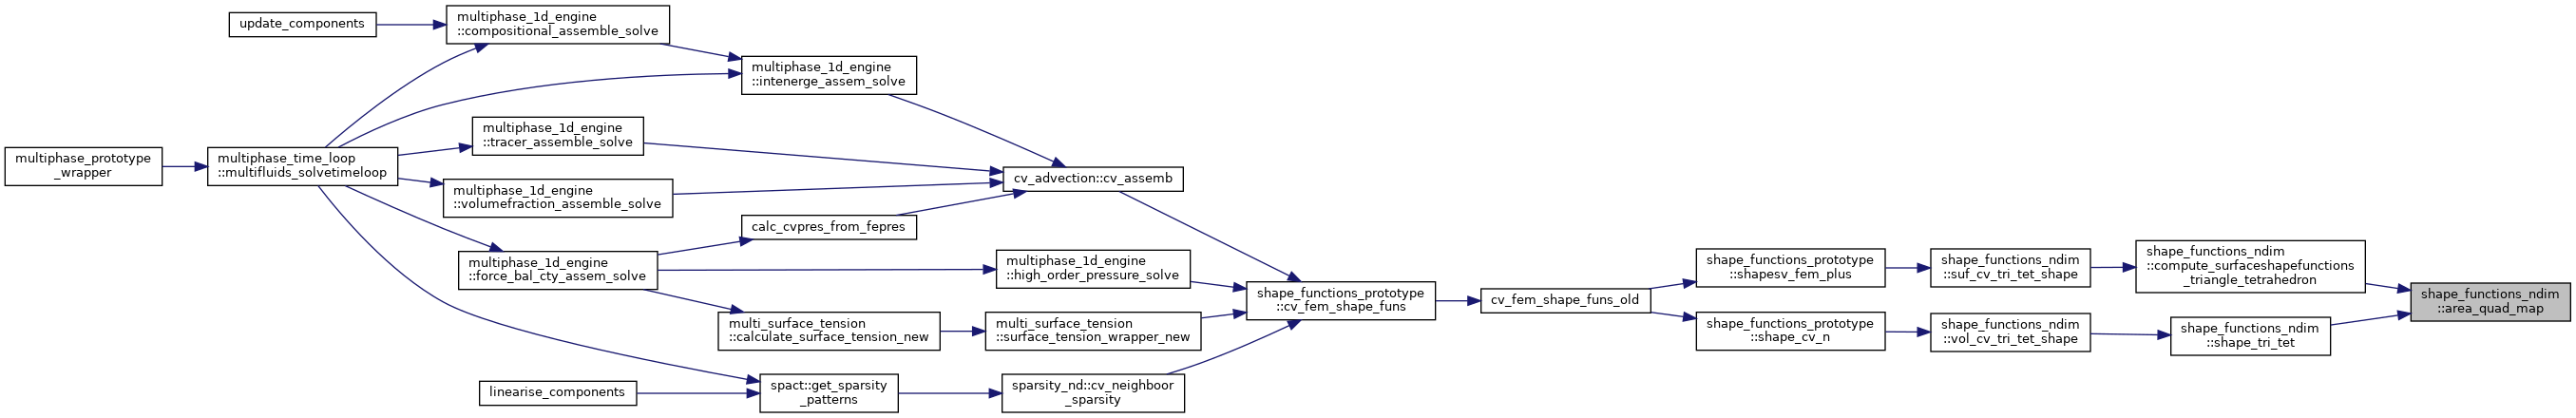 update_components
multiphase_1d_engine
::compositional_assemble_solve
multiphase_1d_engine
::intenerge_assem_solve
multiphase_1d_engine
::tracer_assemble_solve
multiphase_prototype
_wrapper
multiphase_time_loop
::multifluids_solvetimeloop
cv_advection::cv_assemb
multiphase_1d_engine
::volumefraction_assemble_solve
calc_cvpres_from_fepres
multiphase_1d_engine
::force_bal_cty_assem_solve
multiphase_1d_engine
::high_order_pressure_solve
shape_functions_prototype
::shapesv_fem_plus
shape_functions_ndim
::suf_cv_tri_tet_shape
shape_functions_ndim
::compute_surfaceshapefunctions
_triangle_tetrahedron
shape_functions_prototype
::cv_fem_shape_funs
cv_fem_shape_funs_old
shape_functions_ndim
::area_quad_map
multi_surface_tension
::calculate_surface_tension_new
multi_surface_tension
::surface_tension_wrapper_new
shape_functions_prototype
::shape_cv_n
shape_functions_ndim
::vol_cv_tri_tet_shape
shape_functions_ndim
::shape_tri_tet
linearise_components
spact::get_sparsity
_patterns
sparsity_nd::cv_neighboor
_sparsity